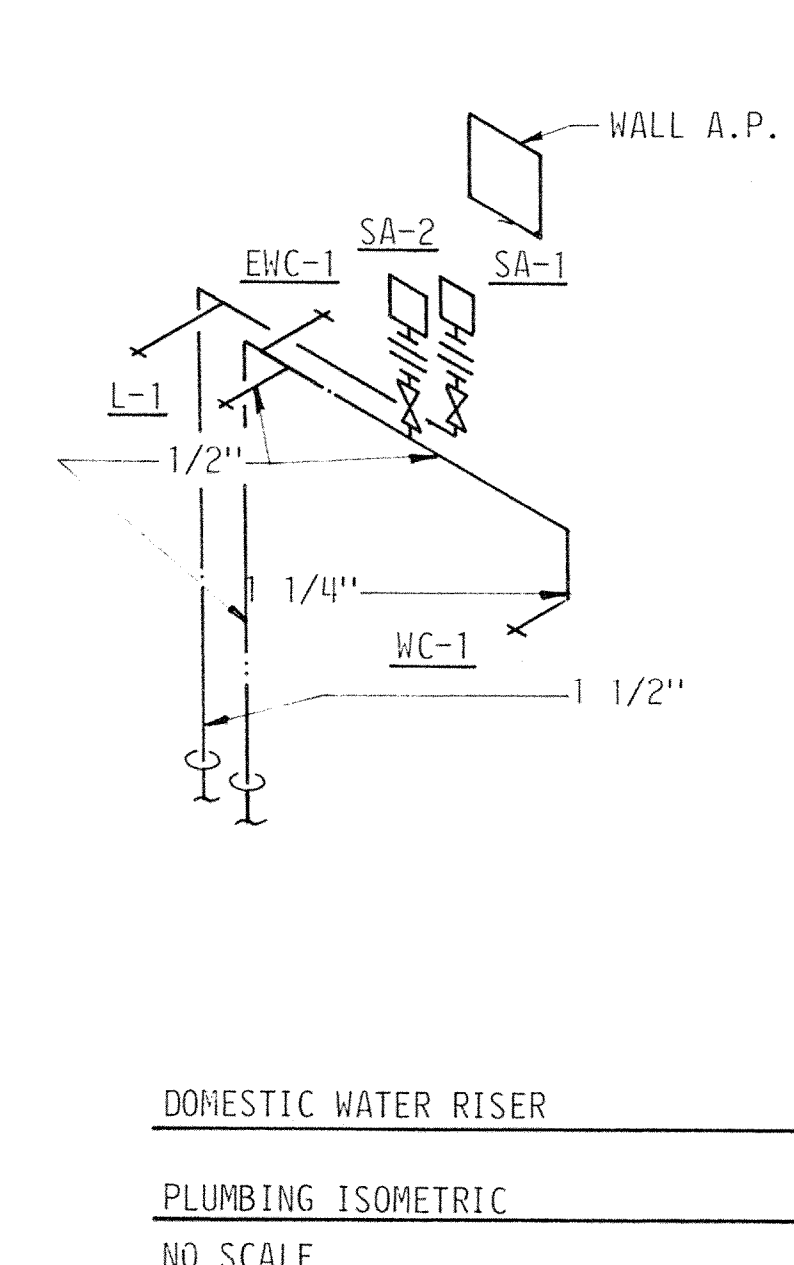 WALL A.P.
SA-2
EWC-1
SA-1
L-1
1/2"
1 1/4"
WC-1
1 1/2"
DOMESTIC WATER RISER
PLUMBING ISOMETRIC
NO SCALE